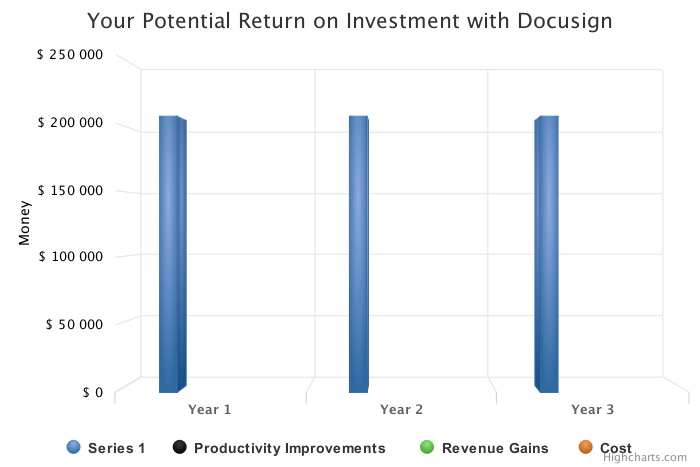 Your Potential Return on Investment with Docusign
$ 250 000
$ 200 000
$ 150 000
$ 100 000
$ 50 000
$ 0
Money
Year 1
Year 2
Year 3
Series 1
Productivity Improvements
Revenue Gains
Cost
Highcharts.com